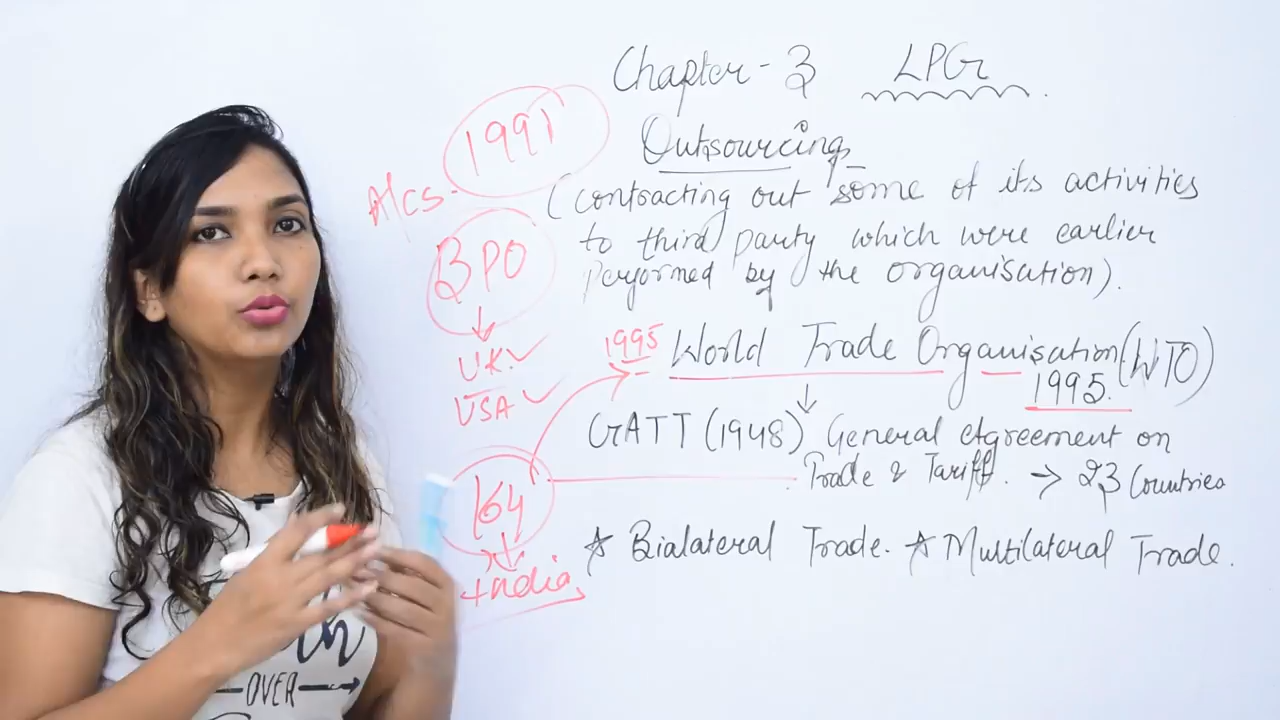 Chapter - 3 LPG
Outsourcing
(contracting out some of its activities
to third party which were earlier
performed by the organisation).
1991
MCS-
BPO
UK
USA
1995 World Trade Organisation (WTO)
1995.
GATT (1948) General Agreement on
Trade & Tariff. → 23 Countries
164
India
☆ Bialateral Trade. ☆ Multilateral Trade.
OVER